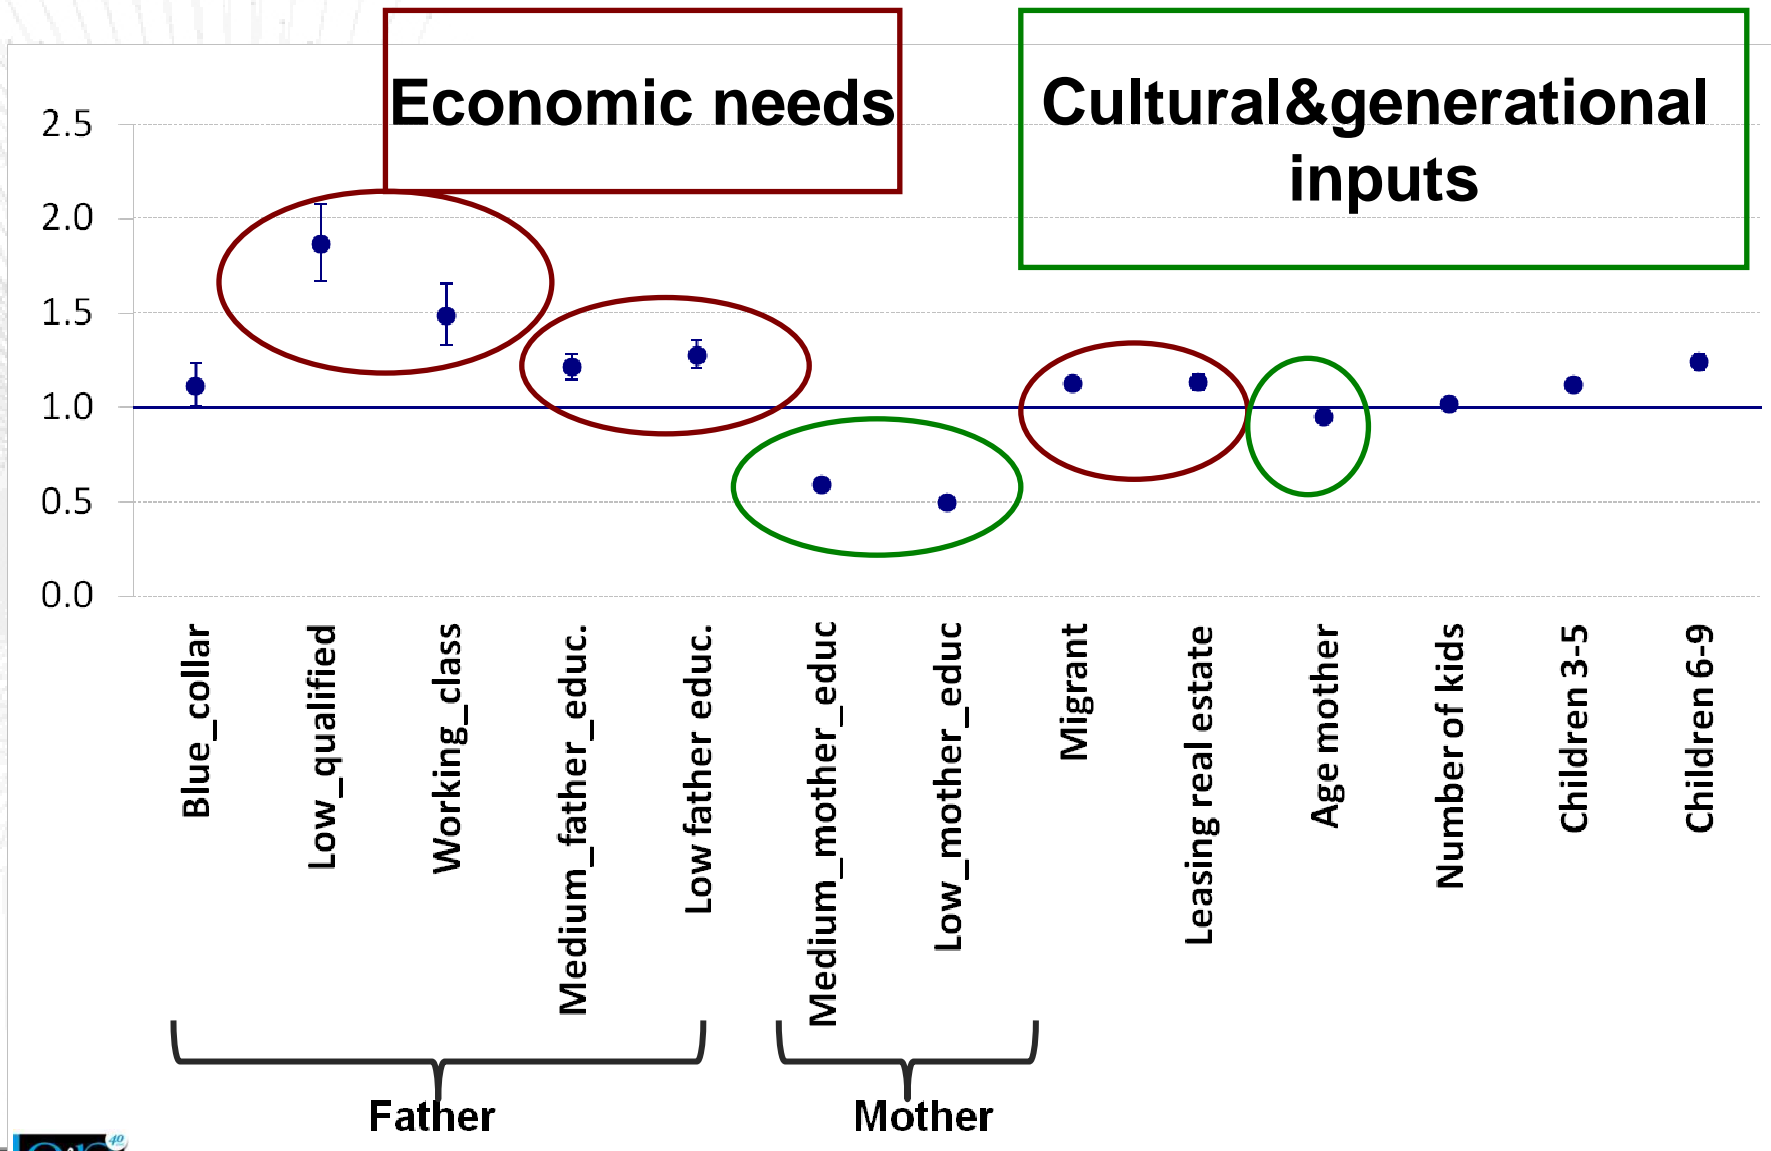 Economic needs
Cultural&generational
inputs
2.5
2.0
1.5
1.0
0.5
0.0
Blue_collar
Low_qualified
Working_class
Medium_father_educ.
Low father educ.
Medium_mother_educ
Low_mother_educ
Migrant
Leasing real estate
Age mother
Number of kids
Children 3-5
Children 6-9
Father
Mother
40